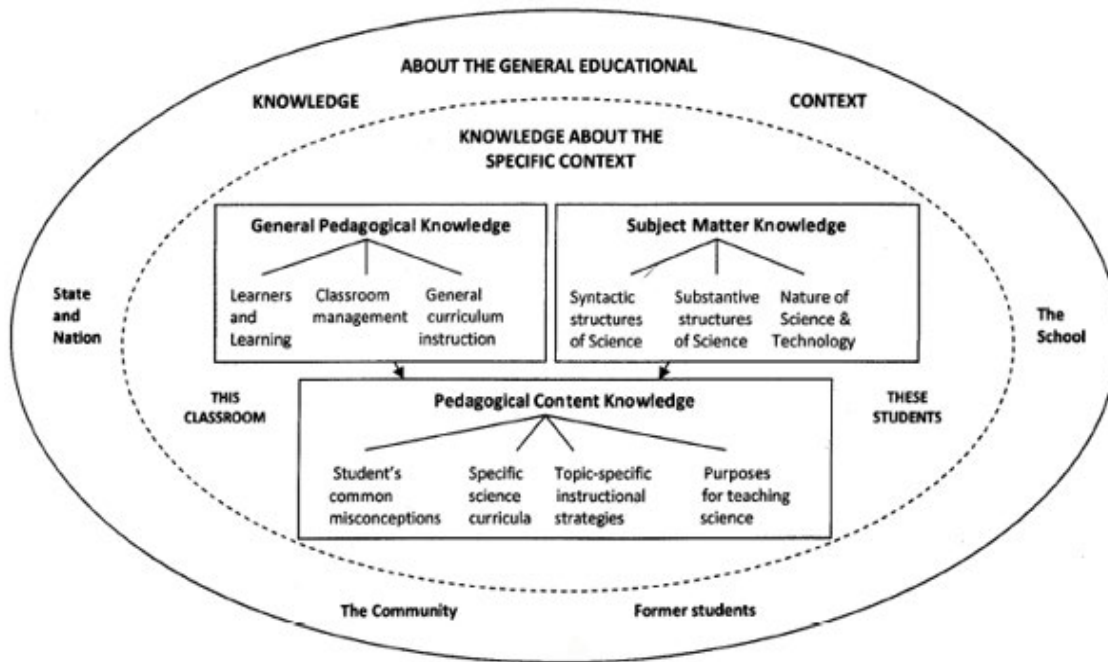 ABOUT THE GENERAL EDUCATIONAL
KNOWLEDGE
CONTEXT
KNOWLEDGE ABOUT THE
SPECIFIC CONTEXT
General Pedagogical Knowledge
Learners
and
Learning
Classroom
management
General
curriculum
instruction
Subject Matter Knowledge
Syntactic
structures
of Science
Substantive
structures
of Science
Nature of
Science &
Technology
State
and
Nation
The
School
THIS
CLASSROOM
THESE
STUDENTS
Pedagogical Content Knowledge
Student's
common
misconceptions
Specific
science
curricula
Topic-specific
instructional
strategies
Purposes
for teaching
science
The Community
Former students